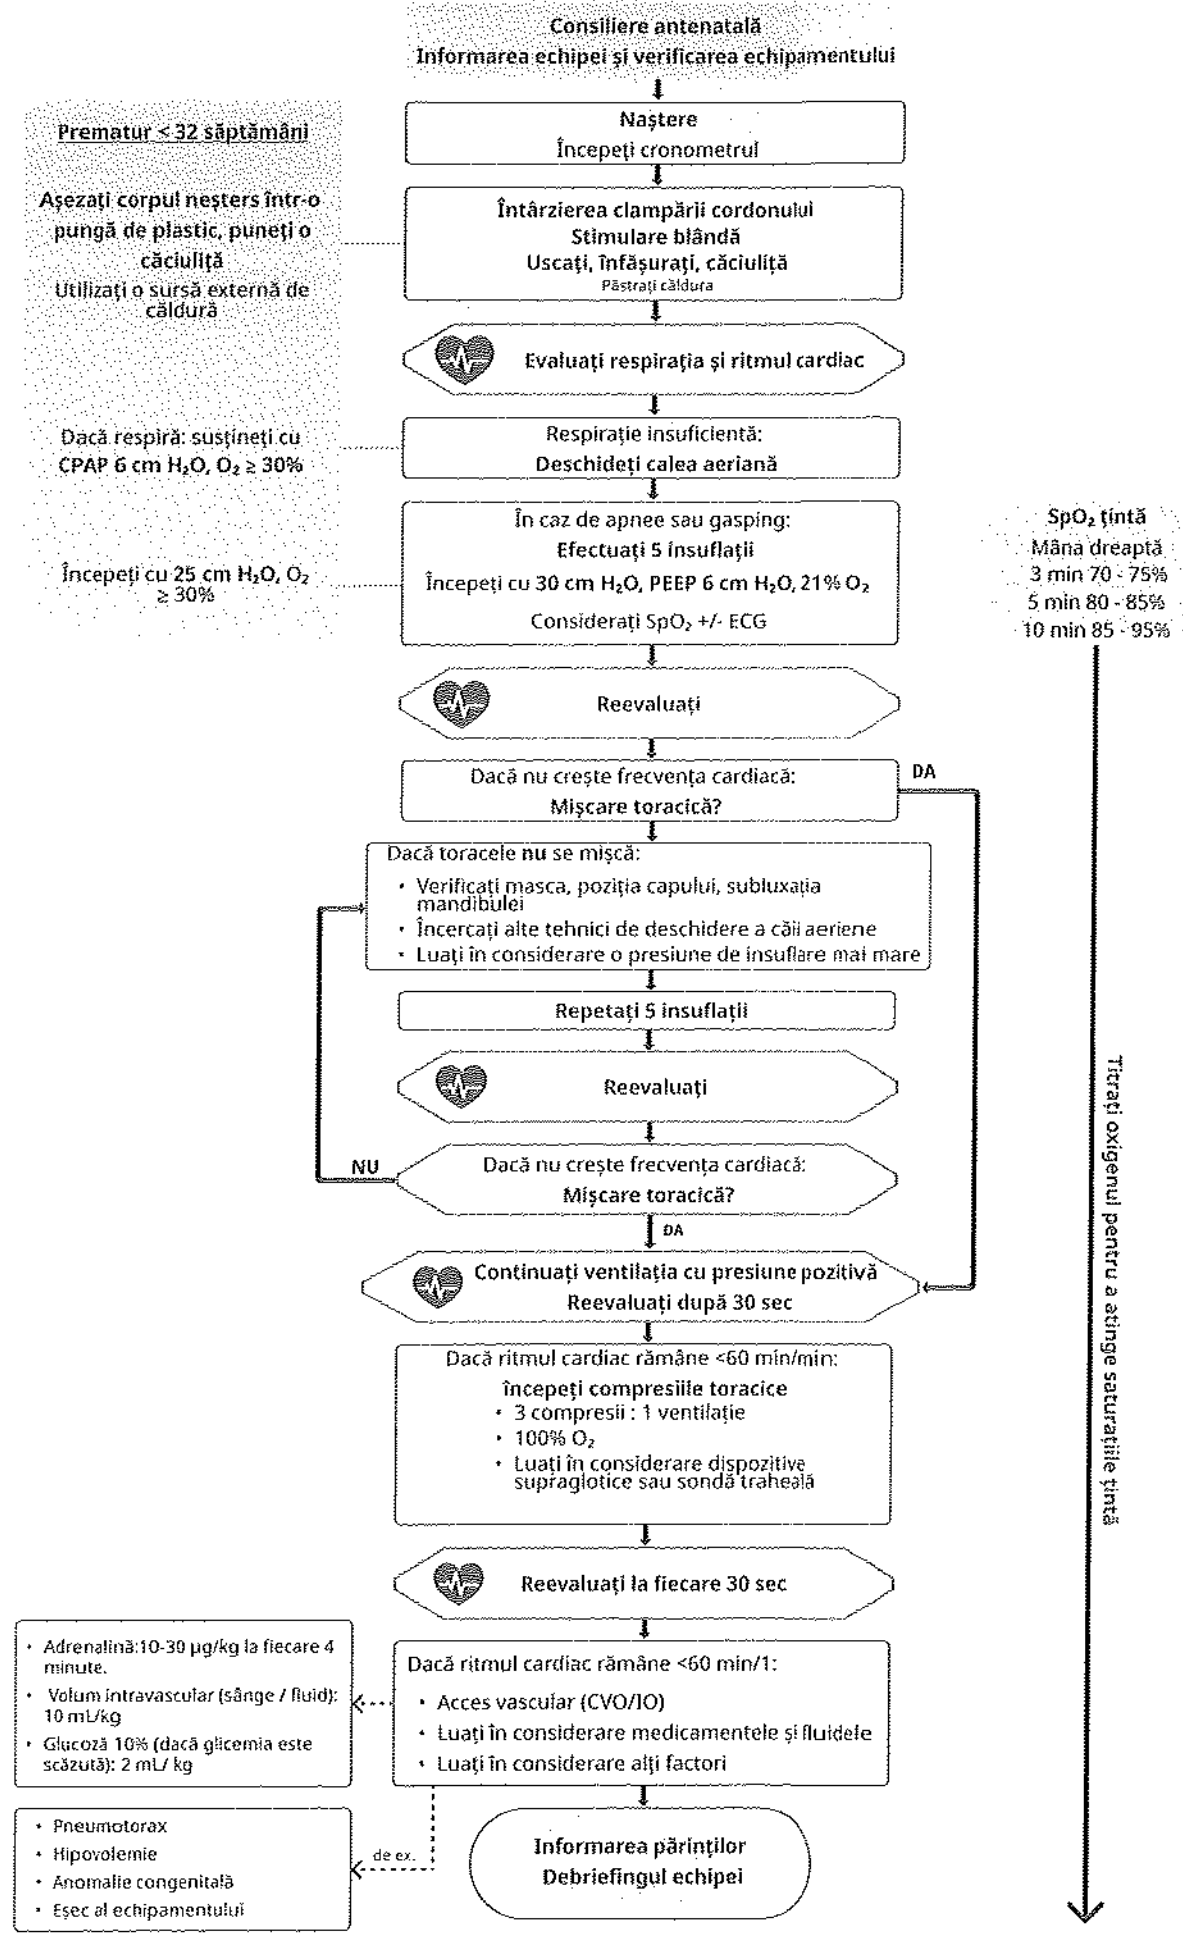 Consiliere antenatală
Informarea echipei și verificarea echipamentului
Naștere
Începeți cronometrul
Prematur < 32 săptămâni
Așezați corpul neșters într-o
pungă de plastic, puneți o
căciuliță
Utilizați o sursă externă de
căldură
Întârzierea clampării cordonului
Stimulare blândă
Uscați, înfășurați, căciuliță
Păstrați căldura
Evaluați respirația și ritmul cardiac
Dacă respiră: susțineți cu
CPAP 6 cm H₂O, O₂ ≥ 30%
Respirație insuficientă:
Deschideți calea aeriană
În caz de apnee sau gasping:
Efectuați 5 insuflații
Începeți cu 30 cm H₂O, PEEP 6 cm H₂O, 21% O₂
Considerați SpO₂ +/- ECG
Începeți cu 25 cm H₂O, O₂
≥ 30%
SpO₂ țintă
Mâna dreaptă
3 min 70 - 75%
5 min 80 - 85%
10 min 85 - 95%
Reevaluați
Dacă nu crește frecvența cardiacă:
Mișcare toracică?
DA
Dacă toracele nu se mișcă:
• Verificați masca, poziția capului, subluxația
mandibulei
• Încercați alte tehnici de deschidere a căii aeriene
• Luați în considerare o presiune de insuflare mai mare
Repetați 5 insuflații
Reevaluați
Dacă nu crește frecvența cardiacă:
Mișcare toracică?
NU
DA
Continuați ventilația cu presiune pozitivă
Reevaluați după 30 sec
Titrați oxigenul pentru a atinge saturațiile țintă
Dacă ritmul cardiac rămâne <60 min/min:
începeți compresiile toracice
• 3 compresii : 1 ventilație
• 100% O₂
• Luați în considerare dispozitive
supraglotice sau sondă traheală
Reevaluați la fiecare 30 sec
Dacă ritmul cardiac rămâne <60 min/1:
• Acces vascular (CVO/IO)
• Luați în considerare medicamentele și fluidele
• Luați în considerare alți factori
• Adrenalină:10-30 µg/kg la fiecare 4
minute.
• Volum intravascular (sânge / fluid):
10 mL/kg
• Glucoză 10% (dacă glicemia este
scăzută): 2 mL/ kg
de ex.
• Pneumotorax
• Hipovolemie
• Anomalie congenitală
• Eșec al echipamentului
Informarea părinților
Debriefingul echipei